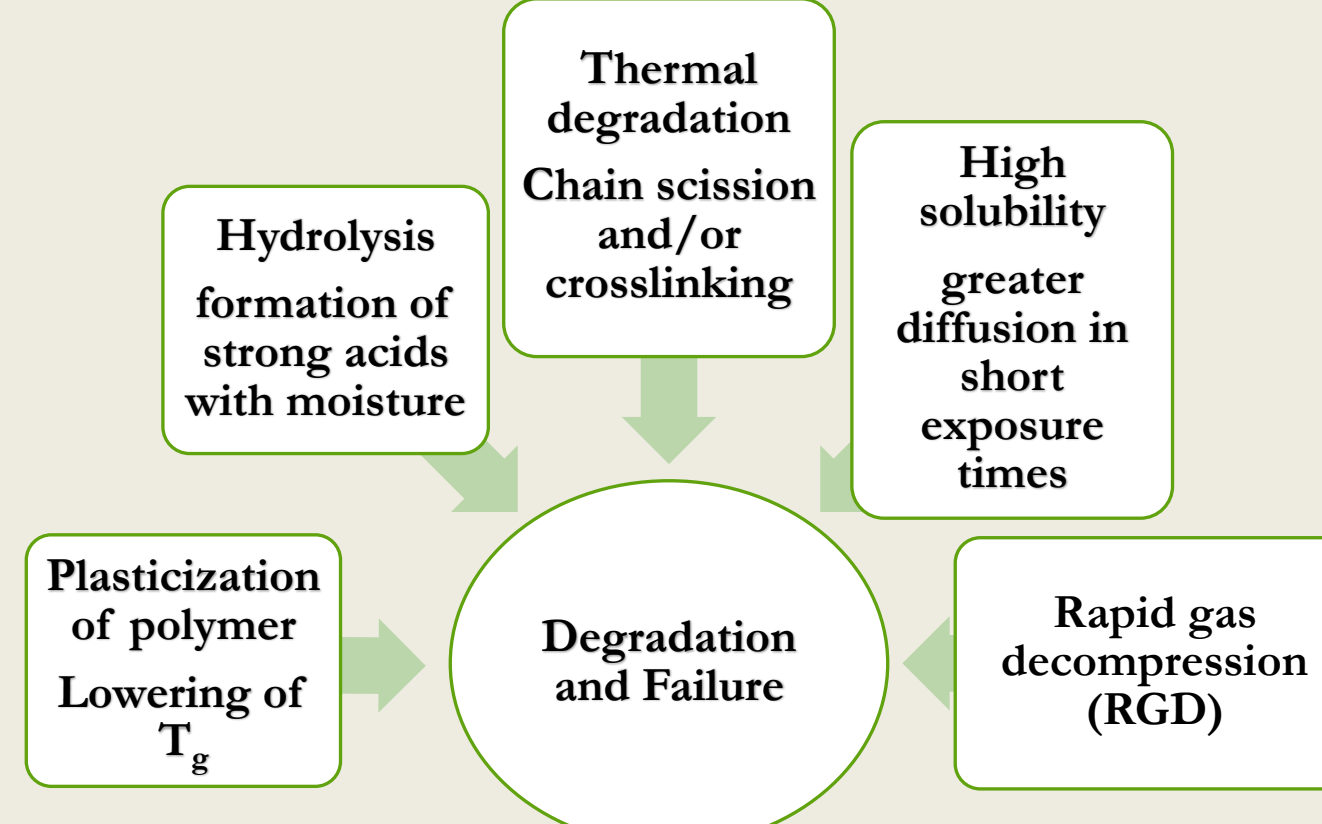 Thermal
degradation
Chain scission
and/or
crosslinking
High
solubility
greater
diffusion in
short
exposure
times
Hydrolysis
formation of
strong acids
with moisture
Plasticization
of polymer
Lowering of
Tg
Degradation
and Failure
Rapid gas
decompression
(RGD)